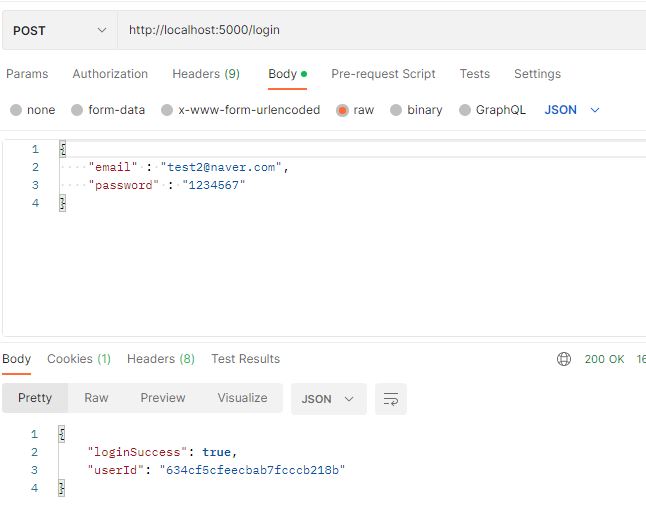 POST http://localhost:5000/login
Params Authorization Headers (9) Body Pre-request Script Tests Settings
none form-data x-www-form-urlencoded raw binary GraphQL JSON
1 {
2 "email" : "test2@naver.com",
3 "password" : "1234567"
4 }
Body Cookies (1) Headers (8) Test Results 200 OK
Pretty Raw Preview Visualize JSON
1 {
2 "loginSuccess": true,
3 "userId": "634cf5cfeecbab7fcccb218b"
4 }